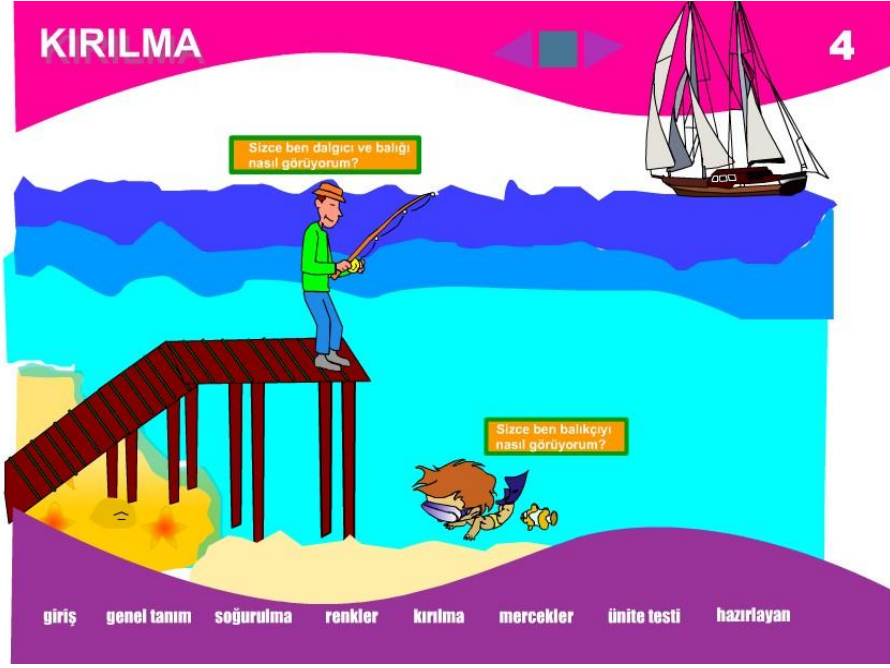 KIRILMA
4
Sizce ben dalgıcı ve balığı
nasıl görüyorum?
Sizce ben balıkçıyı
nasıl görüyorum?
giriş genel tanım soğurulma renkler kırılma mercekler ünite testi hazırlayan